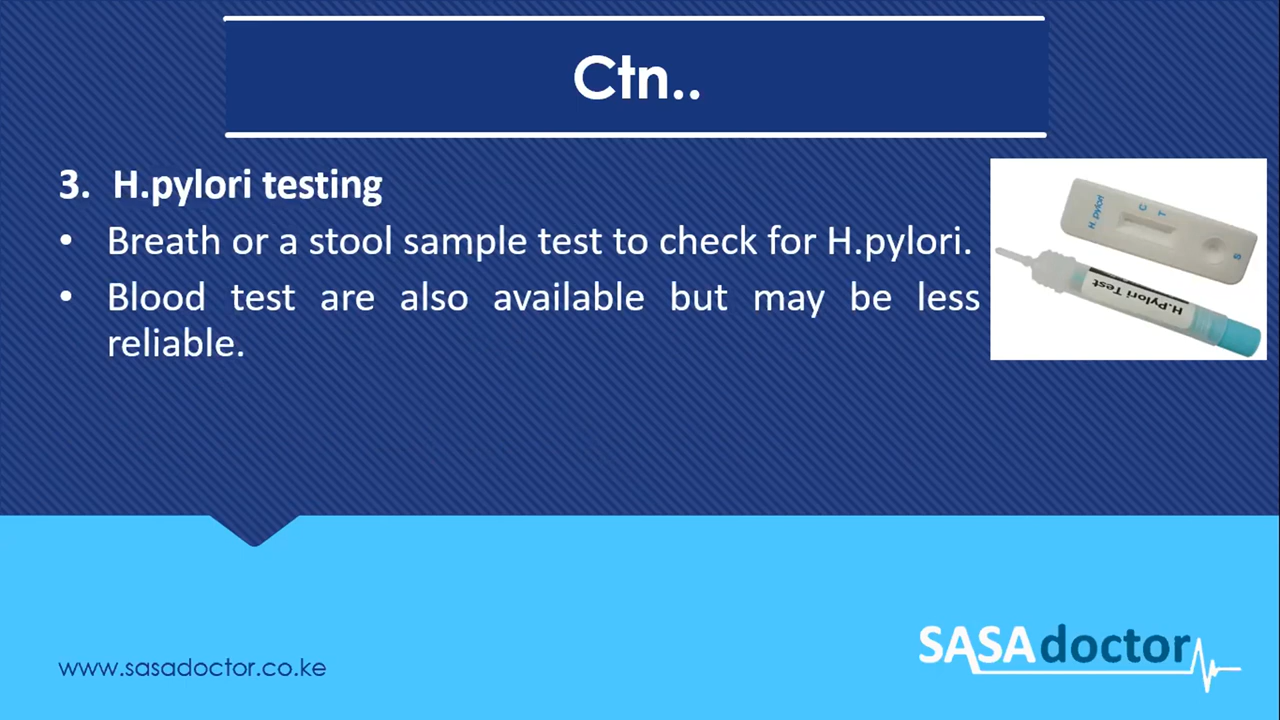 Ctn..
3. H.pylori testing
• Breath or a stool sample test to check for H.pylori.
• Blood test are also available but may be less
reliable.
H. pylori
C
T
S
H.Pylori Test
www.sasadoctor.co.ke
SASAdoctor